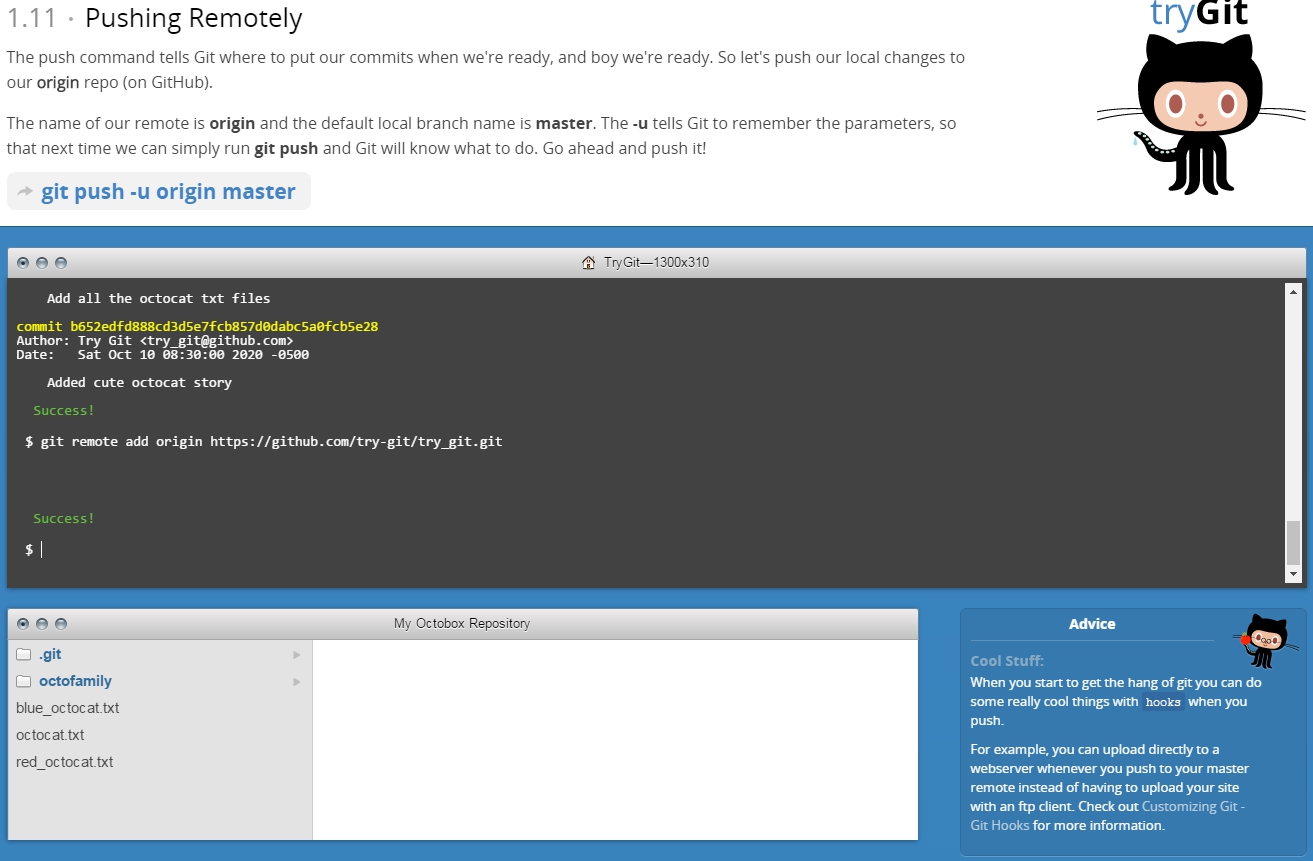 1.11 · Pushing Remotely
tryGit
The push command tells Git where to put our commits when we're ready, and boy we're ready. So let's push our local changes to
our origin repo (on GitHub).
The name of our remote is origin and the default local branch name is master. The -u tells Git to remember the parameters, so
that next time we can simply run git push and Git will know what to do. Go ahead and push it!
git push -u origin master
TryGit—1300x310
Add all the octocat txt files
commit b652edfd888cd3d5e7fcb857d0dabc5a0fcb5e28
Author: Try Git <try_git@github.com>
Date:   Sat Oct 10 08:30:00 2020 -0500
Added cute octocat story
Success!
$ git remote add origin https://github.com/try-git/try_git.git
Success!
$
My Octobox Repository
.git
octofamily
blue_octocat.txt
octocat.txt
red_octocat.txt
Advice
Cool Stuff:
When you start to get the hang of git you can do
some really cool things with hooks when you
push.
For example, you can upload directly to a
webserver whenever you push to your master
remote instead of having to upload your site
with an ftp client. Check out Customizing Git -
Git Hooks for more information.